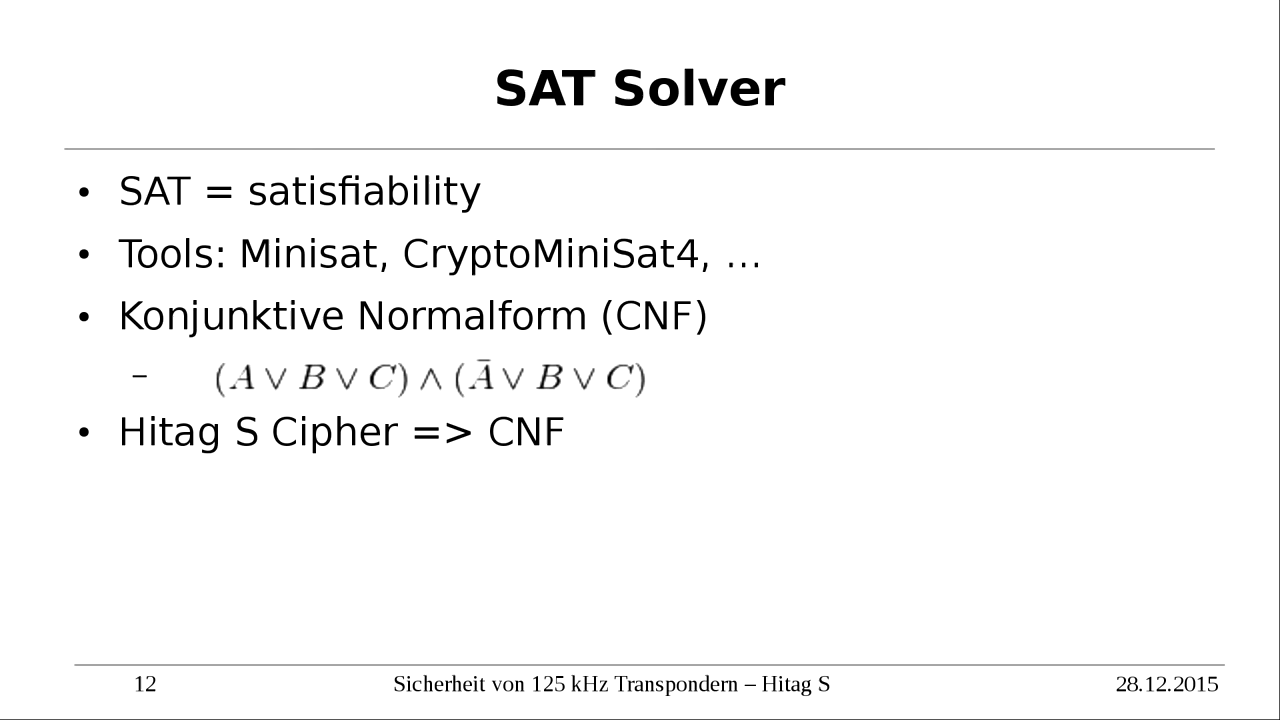 SAT Solver
• SAT = satisfiability
• Tools: Minisat, CryptoMiniSat4, …
• Konjunktive Normalform (CNF)
– (A ∨ B ∨ C) ∧ (Ā ∨ B ∨ C)
• Hitag S Cipher => CNF
12 Sicherheit von 125 kHz Transpondern – Hitag S 28.12.2015